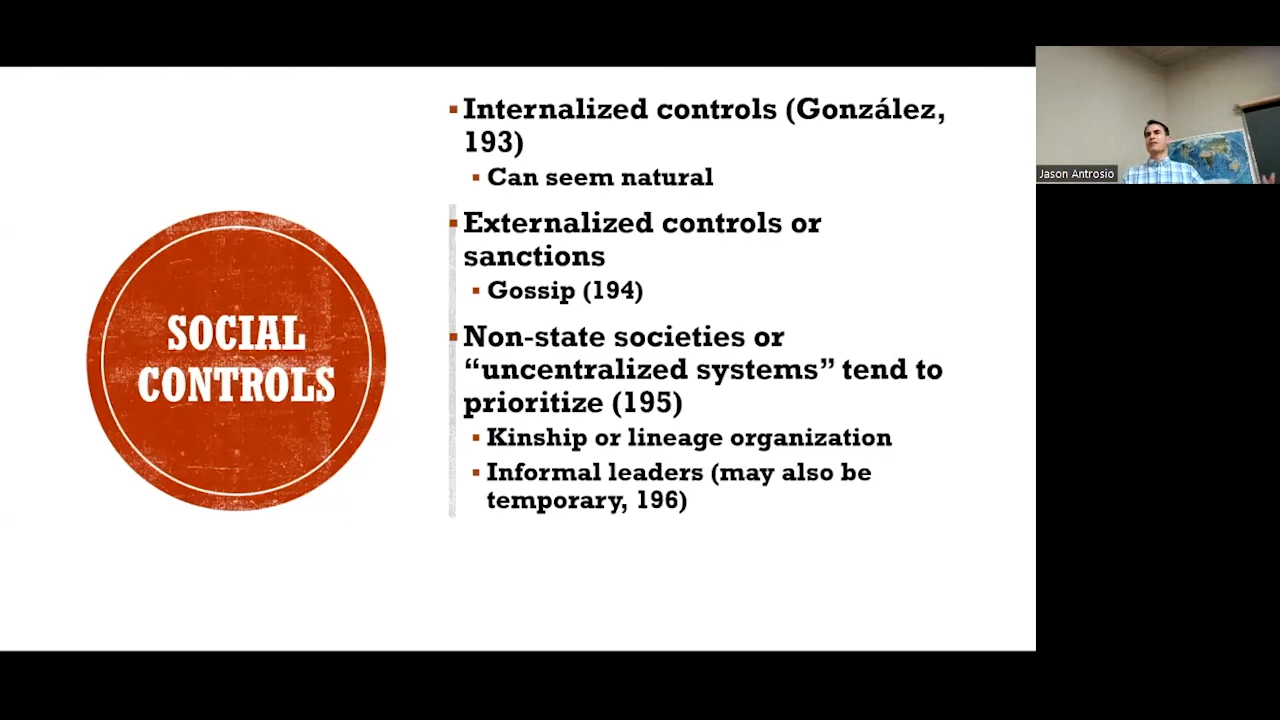 SOCIAL
CONTROLS
Internalized controls (González,
193)
Can seem natural
Externalized controls or
sanctions
Gossip (194)
Non-state societies or
“uncentralized systems” tend to
prioritize (195)
Kinship or lineage organization
Informal leaders (may also be
temporary, 196)
Jason Antrosio